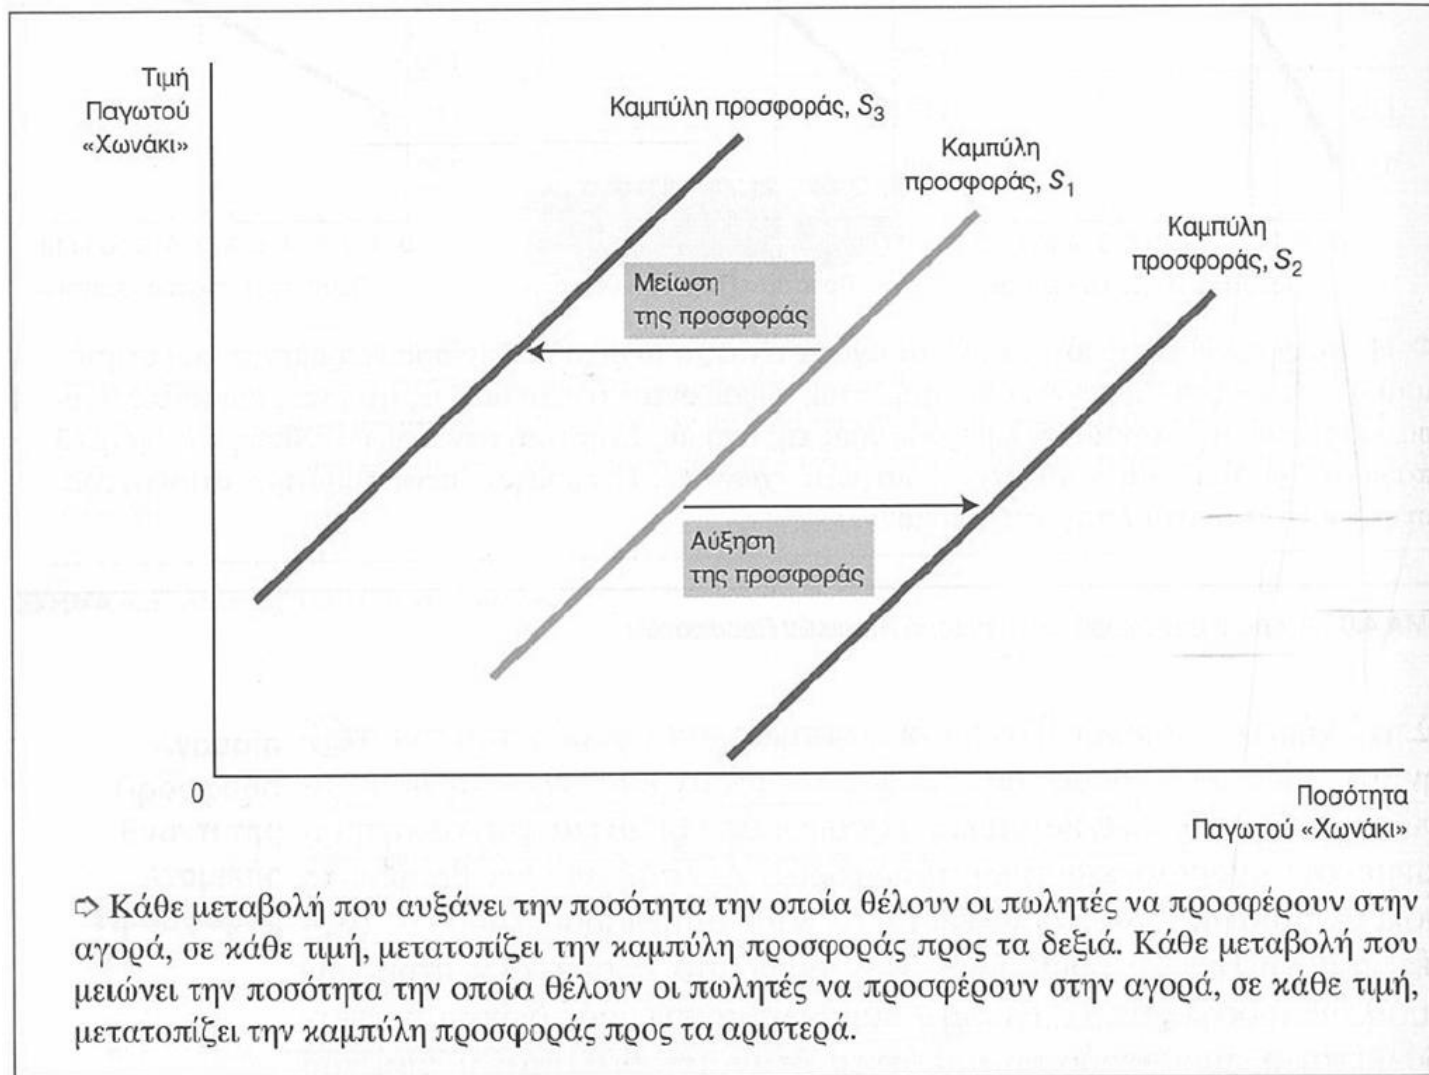 Τιμή
Παγωτού
«Χωνάκι»
Καμπύλη προσφοράς, S3
Καμπύλη
προσφοράς, S1
Καμπύλη
προσφοράς, S2
Μείωση
της προσφοράς
Αύξηση
της προσφοράς
0
Ποσότητα
Παγωτού «Χωνάκι»
➩ Κάθε μεταβολή που αυξάνει την ποσότητα την οποία θέλουν οι πωλητές να προσφέρουν στην
αγορά, σε κάθε τιμή, μετατοπίζει την καμπύλη προσφοράς προς τα δεξιά. Κάθε μεταβολή που
μειώνει την ποσότητα την οποία θέλουν οι πωλητές να προσφέρουν στην αγορά, σε κάθε τιμή,
μετατοπίζει την καμπύλη προσφοράς προς τα αριστερά.